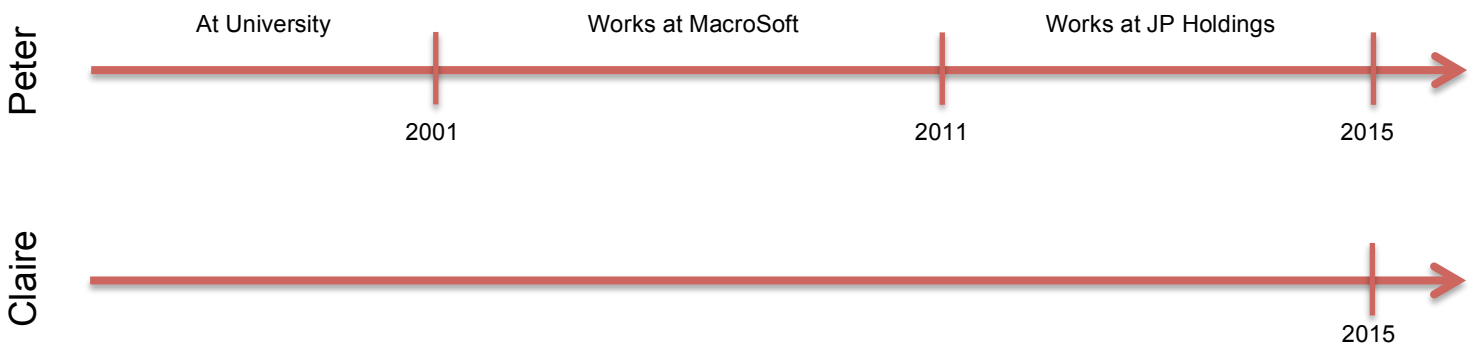 Peter
At University
Works at MacroSoft
Works at JP Holdings
2001
2011
2015
Claire
2015